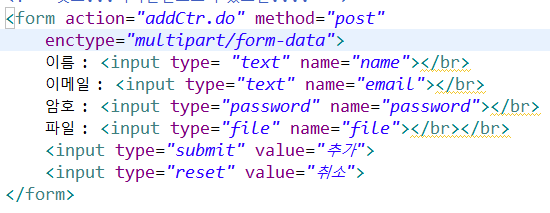 <form action="addCtr.do" method="post"
enctype="multipart/form-data">
이름 : <input type= "text" name="name"></br>
이메일 : <input type="text" name="email"></br>
암호 : <input type="password" name="password"></br>
파일 : <input type="file" name="file"></br></br>
<input type="submit" value="추가">
<input type="reset" value="취소">
</form>